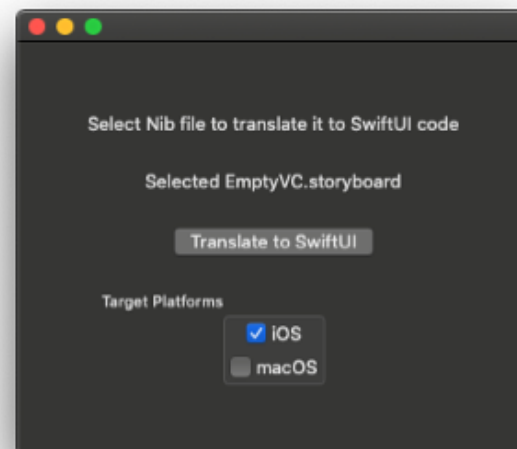 Select Nib file to translate it to SwiftUI code
Selected EmptyVC.storyboard
Translate to SwiftUI
Target Platforms
iOS
macOS